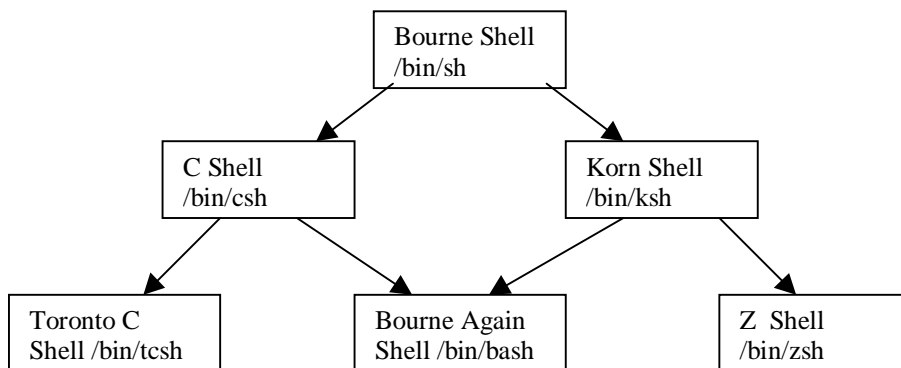 Bourne Shell
/bin/sh
C Shell
/bin/csh
Korn Shell
/bin/ksh
Toronto C
Shell /bin/tcsh
Bourne Again
Shell /bin/bash
Z Shell
/bin/zsh